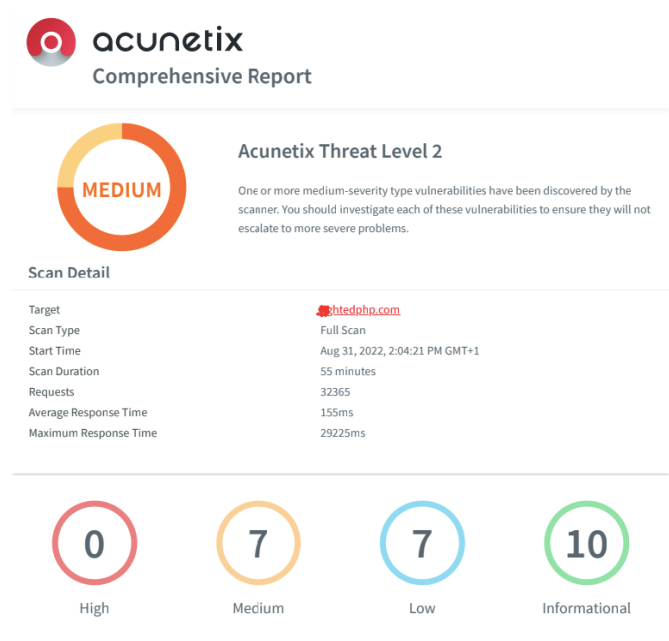 acunetix
Comprehensive Report
MEDIUM
Acunetix Threat Level 2
One or more medium-severity type vulnerabilities have been discovered by the
scanner. You should investigate each of these vulnerabilities to ensure they will not
escalate to more severe problems.
Scan Detail
Target htedphp.com
Scan Type Full Scan
Start Time Aug 31, 2022, 2:04:21 PM GMT+1
Scan Duration 55 minutes
Requests 32365
Average Response Time 155ms
Maximum Response Time 29225ms
0 7 7 10
High Medium Low Informational